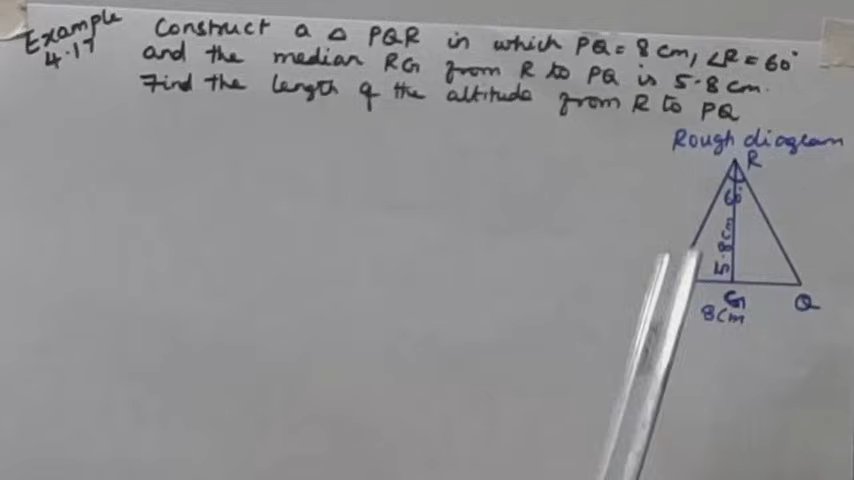 Example
4.17
Construct a △ PQR in which PQ = 8 cm, ∠R = 60°
and the median RG from R to PQ is 5.8 cm.
Find the length of the altitude from R to PQ
Rough diagram
R
60°
5.8cm
G
Q
8cm